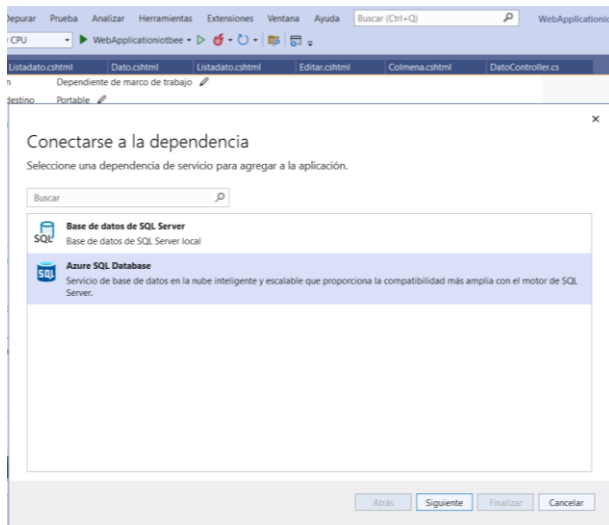 Depurar Prueba Analizar Herramientas Extensiones Ventana Ayuda Buscar (Ctrl+Q)
CPU WebApplicationiotbee
Listadato.cshtml Dato.cshtml Listadato.cshtml Editar.cshtml Colmena.cshtml DatoController.cs
Dependiente de marco de trabajo
destino Portable
Conectarse a la dependencia
Seleccione una dependencia de servicio para agregar a la aplicación.
Buscar
SQL Base de datos de SQL Server
Base de datos de SQL Server local
SQL Azure SQL Database
Servicio de base de datos en la nube inteligente y escalable que proporciona la compatibilidad más amplia con el motor de SQL
Server.
Atrás Siguiente Finalizar Cancelar